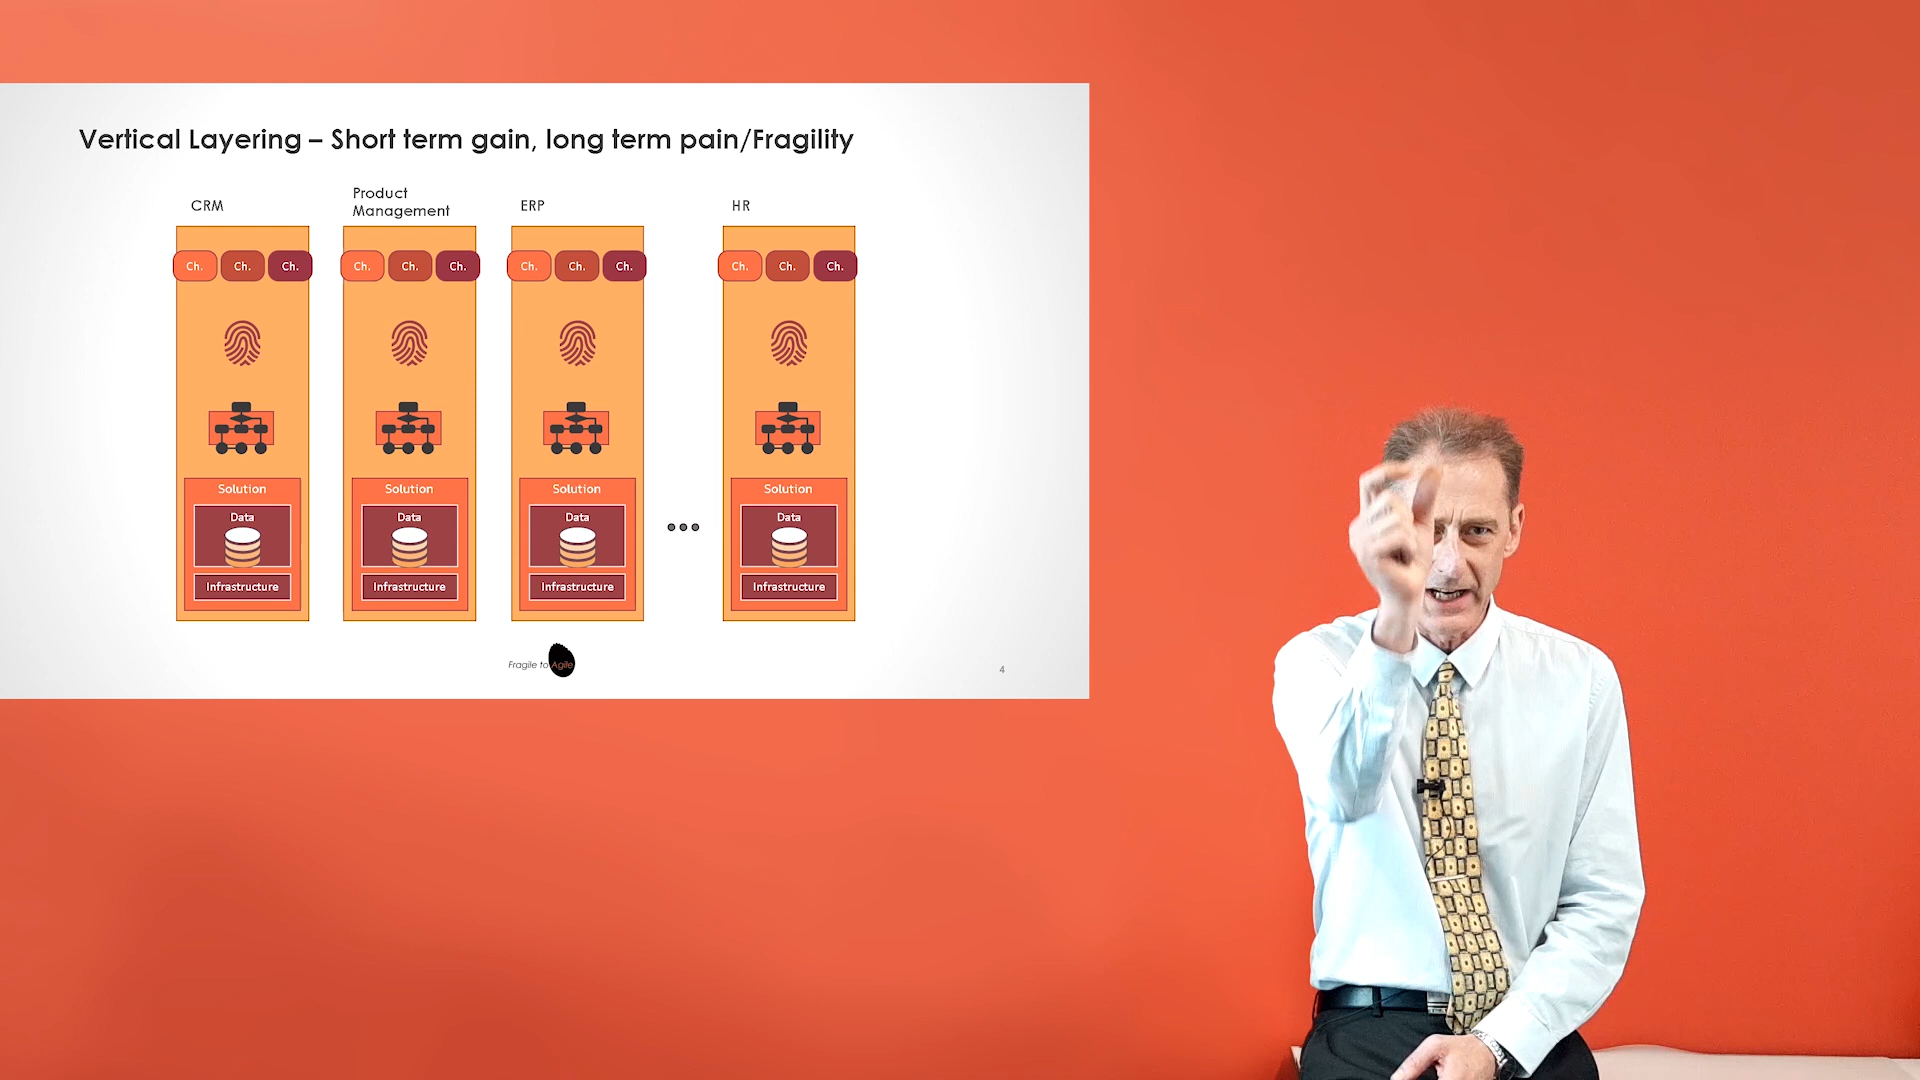 Vertical Layering – Short term gain, long term pain/Fragility
CRM
Product
Management
ERP
HR
Ch. Ch. Ch.
Ch. Ch. Ch.
Ch. Ch. Ch.
Ch. Ch. Ch.
Solution
Data
Infrastructure
Solution
Data
Infrastructure
Solution
Data
Infrastructure
Solution
Data
Infrastructure
Fragile to Agile
4